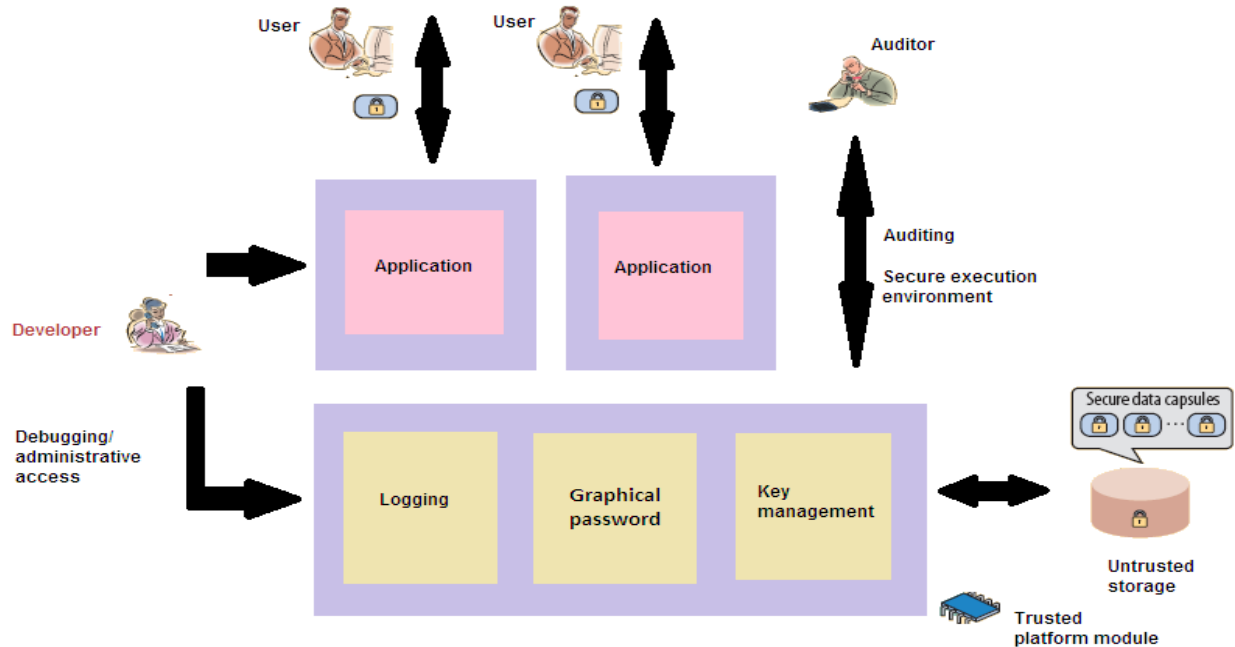 User
User
Auditor
Application
Application
Auditing
Secure execution
environment
Developer
Debugging/
administrative
access
Logging
Graphical
password
Key
management
Secure data capsules
Untrusted
storage
Trusted
platform module